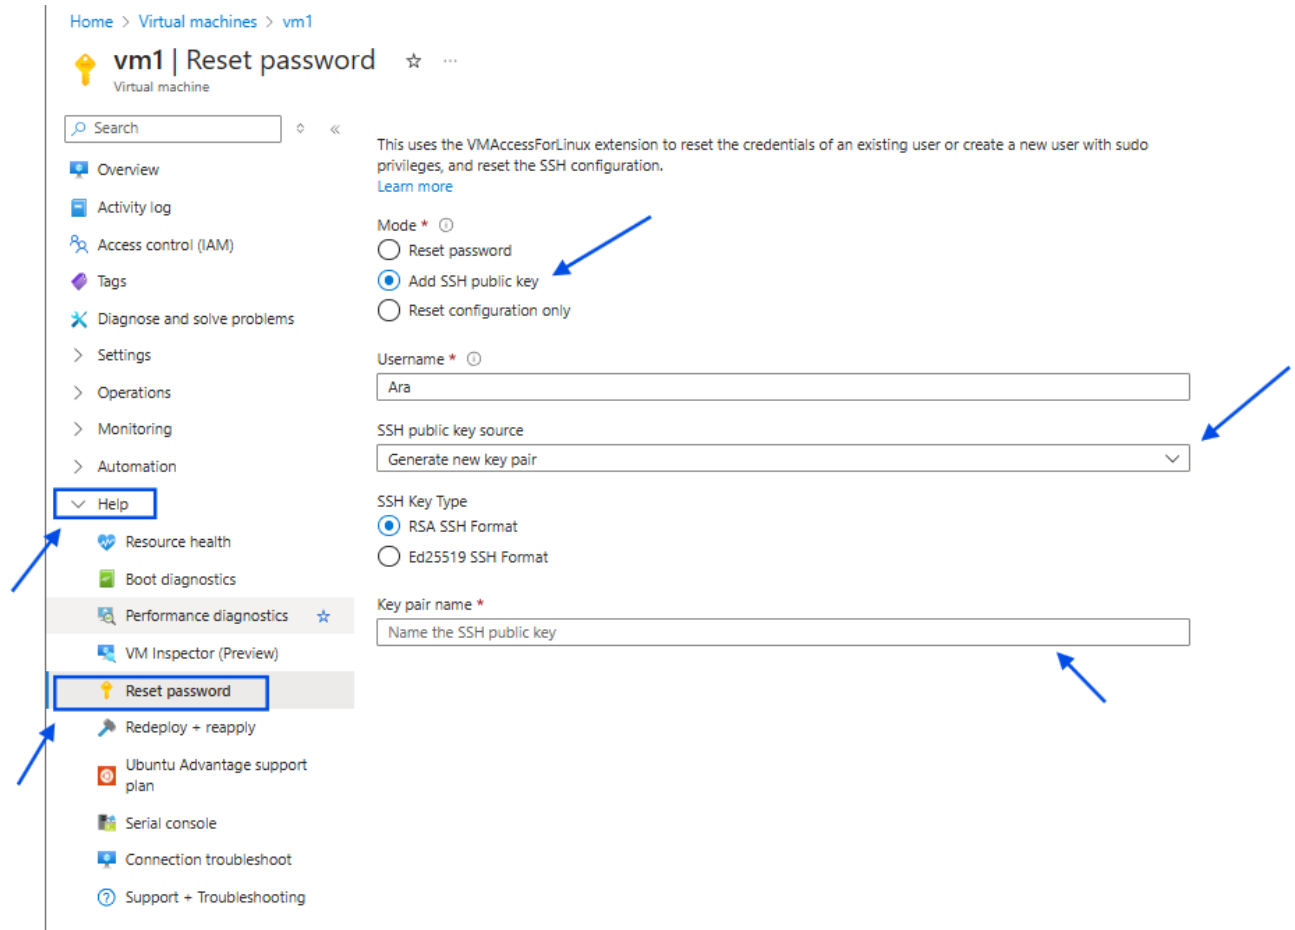 Home > Virtual machines > vm1
vm1 | Reset password
Virtual machine
Search
Overview
Activity log
Access control (IAM)
Tags
Diagnose and solve problems
Settings
Operations
Monitoring
Automation
Help
Resource health
Boot diagnostics
Performance diagnostics
VM Inspector (Preview)
Reset password
Redeploy + reapply
Ubuntu Advantage support
plan
Serial console
Connection troubleshoot
Support + Troubleshooting
This uses the VMAccessForLinux extension to reset the credentials of an existing user or create a new user with sudo
privileges, and reset the SSH configuration.
Learn more
Mode *
Reset password
Add SSH public key
Reset configuration only
Username *
Ara
SSH public key source
Generate new key pair
SSH Key Type
RSA SSH Format
Ed25519 SSH Format
Key pair name *
Name the SSH public key